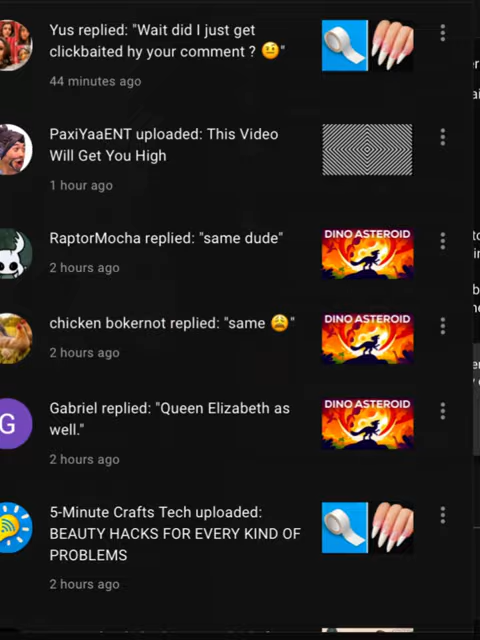 Yus replied: "Wait did I just get
clickbaited hy your comment ? 🤨"
44 minutes ago
PaxiYaaENT uploaded: This Video
Will Get You High
1 hour ago
RaptorMocha replied: "same dude"
DINO ASTEROID
2 hours ago
chicken bokernot replied: "same 😩"
DINO ASTEROID
2 hours ago
G
Gabriel replied: "Queen Elizabeth as
well."
DINO ASTEROID
2 hours ago
5-Minute Crafts Tech uploaded:
BEAUTY HACKS FOR EVERY KIND OF
PROBLEMS
2 hours ago